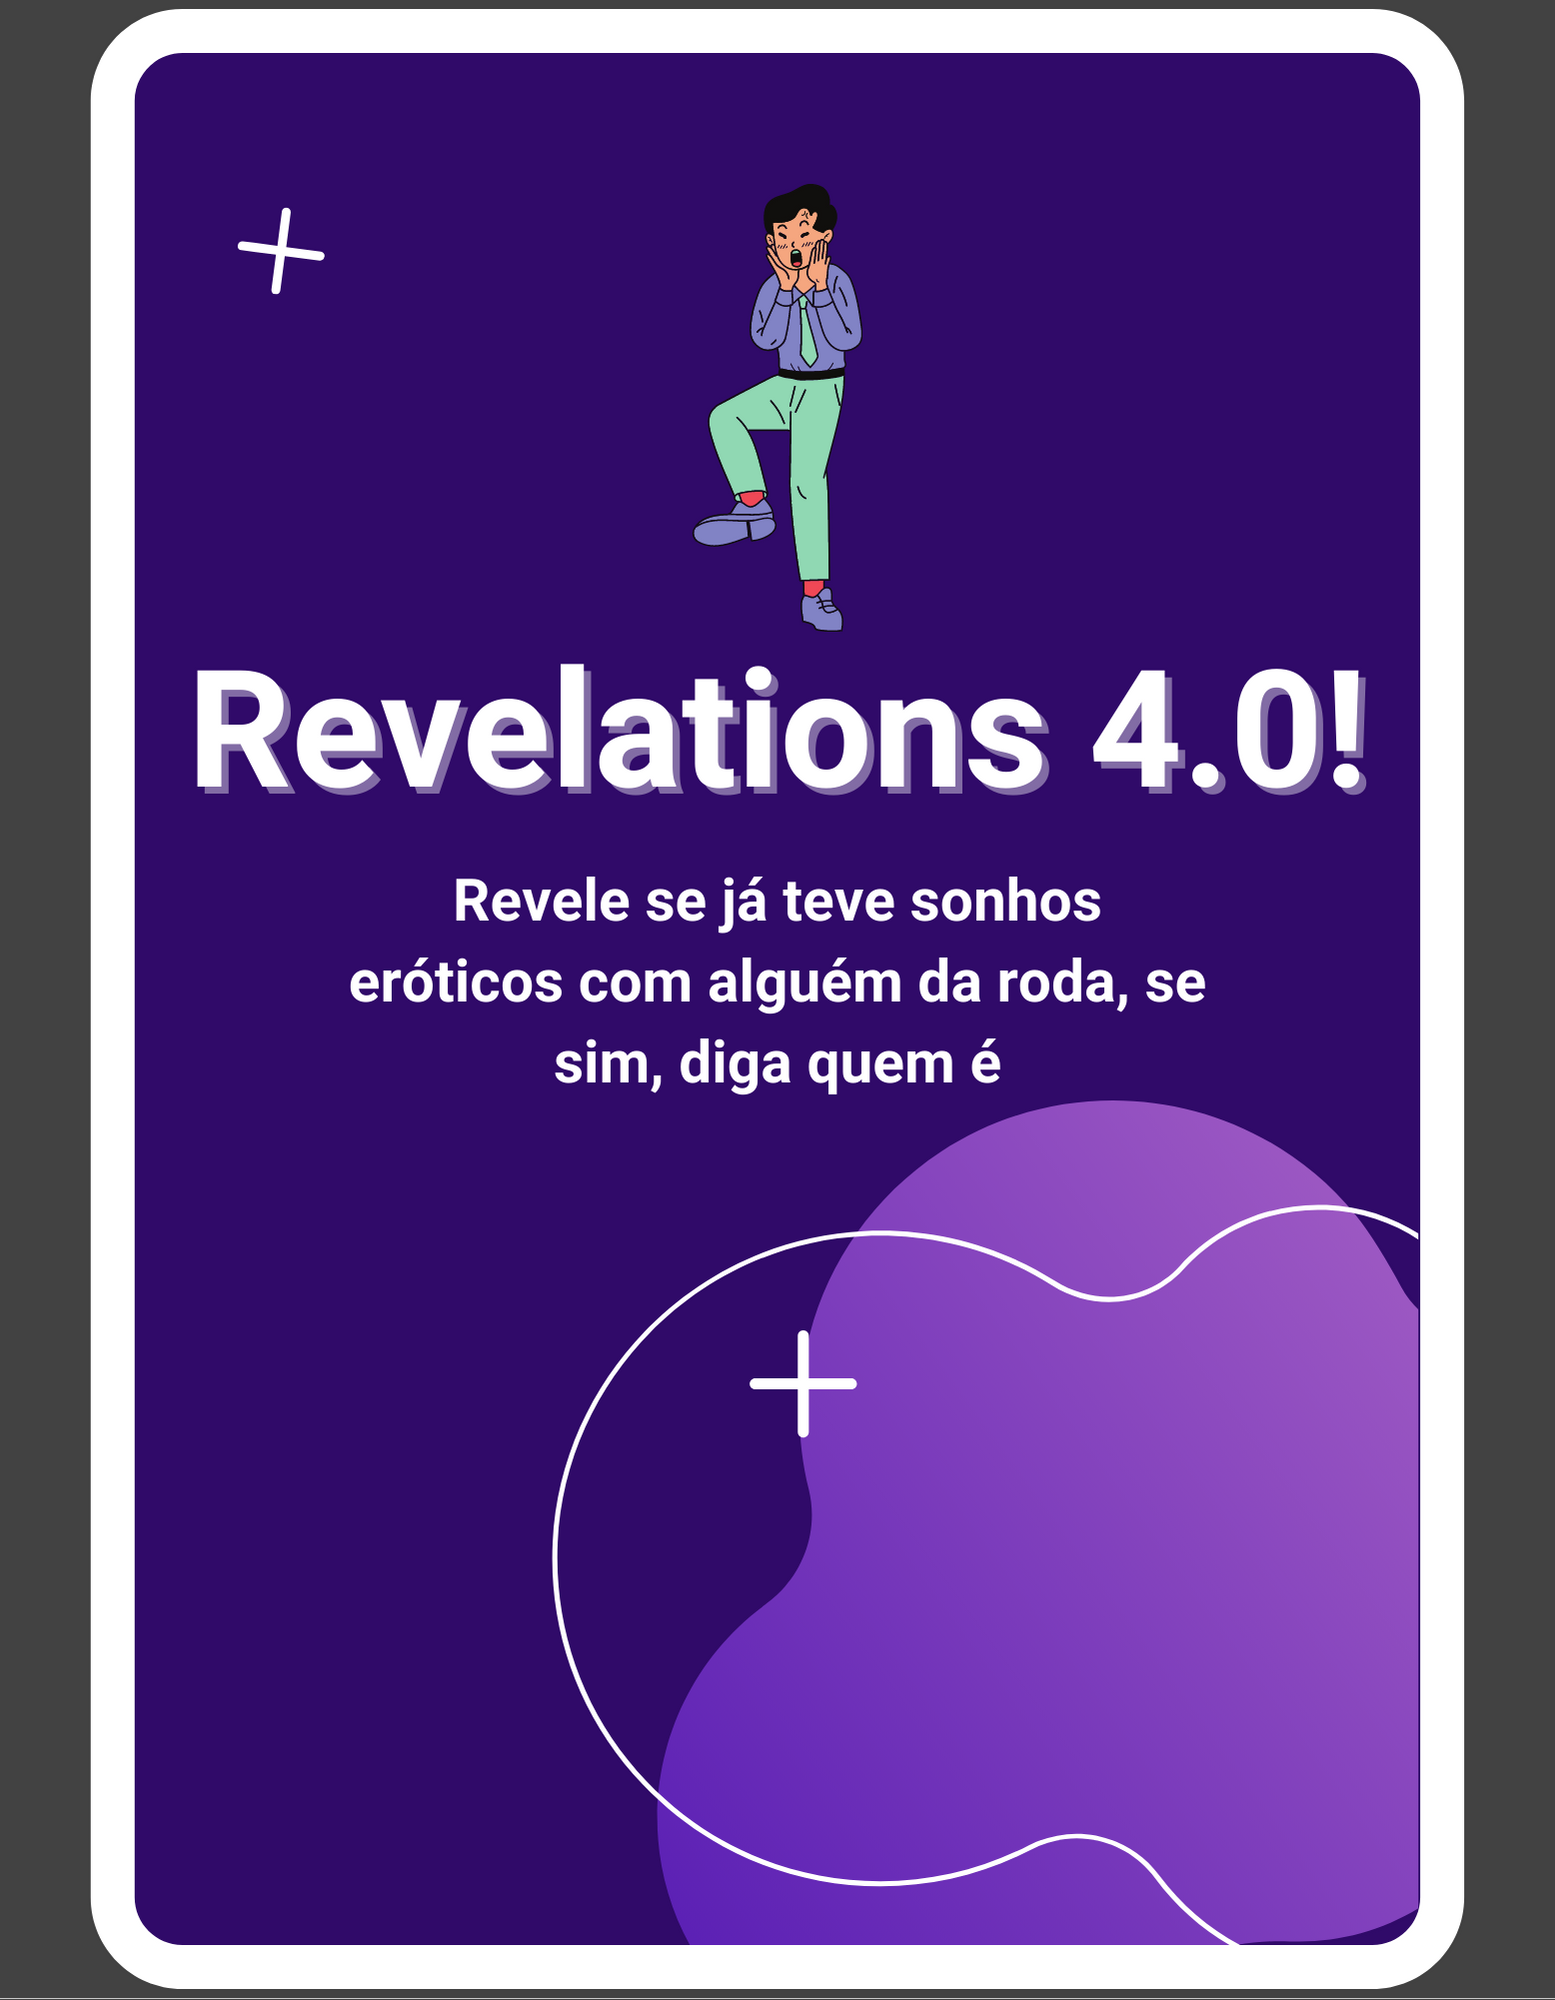 Revelations 4.0!
Revele se já teve sonhos
eróticos com alguém da roda, se
sim, diga quem é